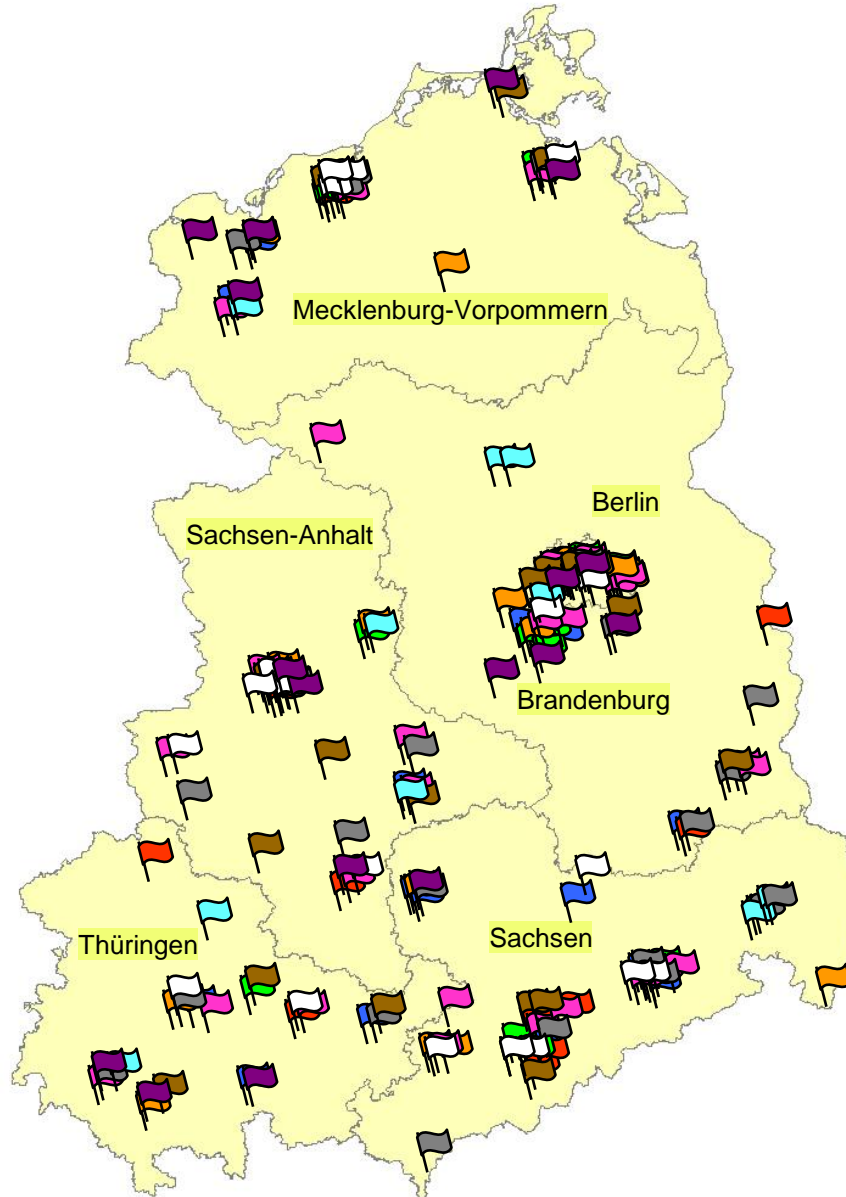 Mecklenburg-Vorpommern
Berlin
Sachsen-Anhalt
Brandenburg
Sachsen
Thüringen